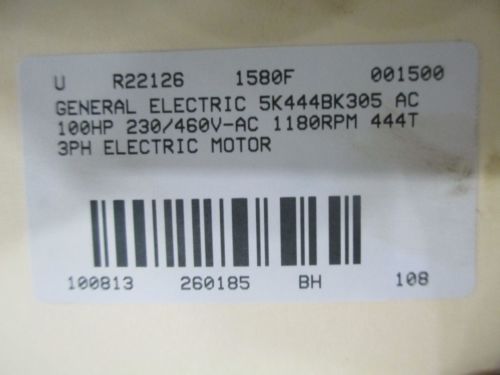 U R22126 1580F 001500
GENERAL ELECTRIC 5K444BK305 AC
100HP 230/460V-AC 1180RPM 444T
3PH ELECTRIC MOTOR
100813 260185 BH 108